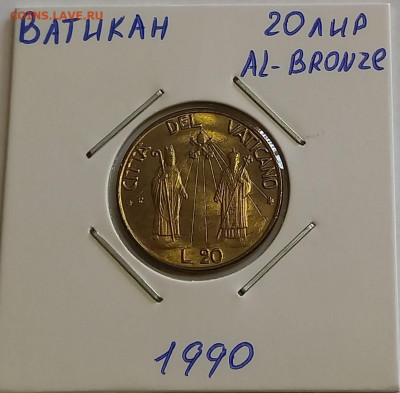 COINS.LAVE.RU
ВАТИКАН
20 лир
AL-BRONZE
CITTA' DEL VATICANO
L. 20
1990